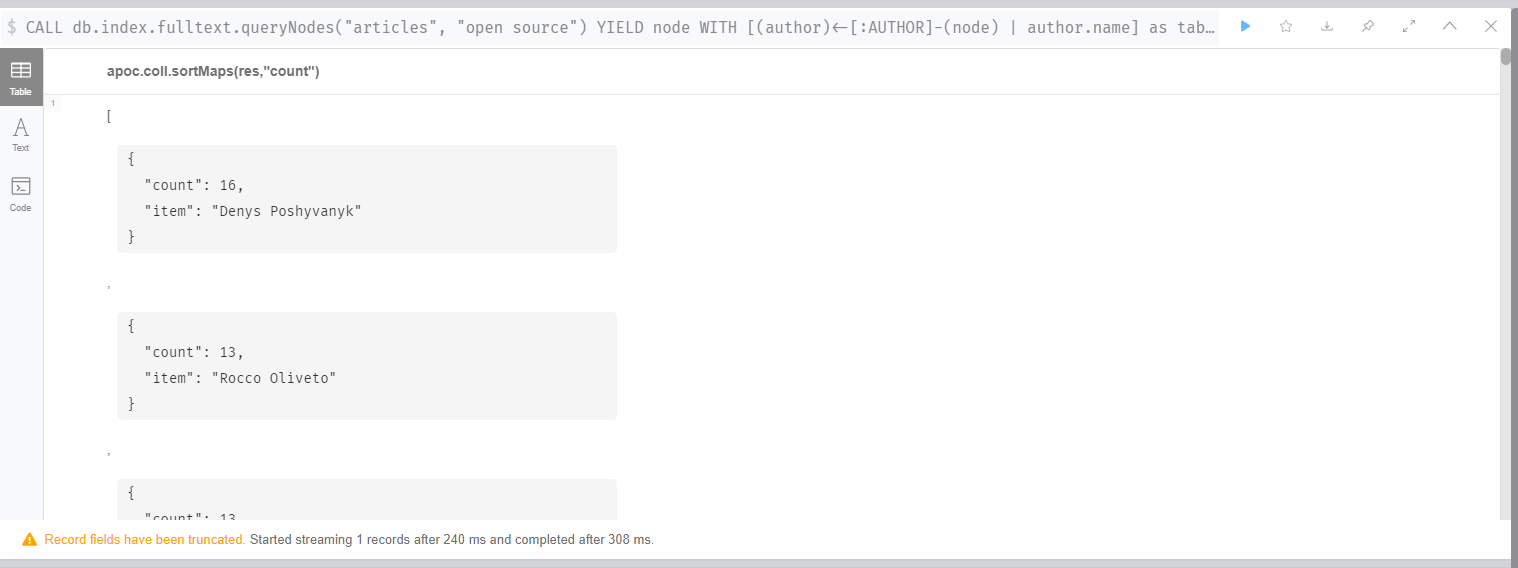 $ CALL db.index.fulltext.queryNodes("articles", "open source") YIELD node WITH [(author)<-[:AUTHOR]-(node) | author.name] as tab…
Table
Text
Code
apoc.coll.sortMaps(res,"count")
1
[
{
"count": 16,
"item": "Denys Poshyvanyk"
}
,
{
"count": 13,
"item": "Rocco Oliveto"
}
,
{
"count": 13
Record fields have been truncated. Started streaming 1 records after 240 ms and completed after 308 ms.